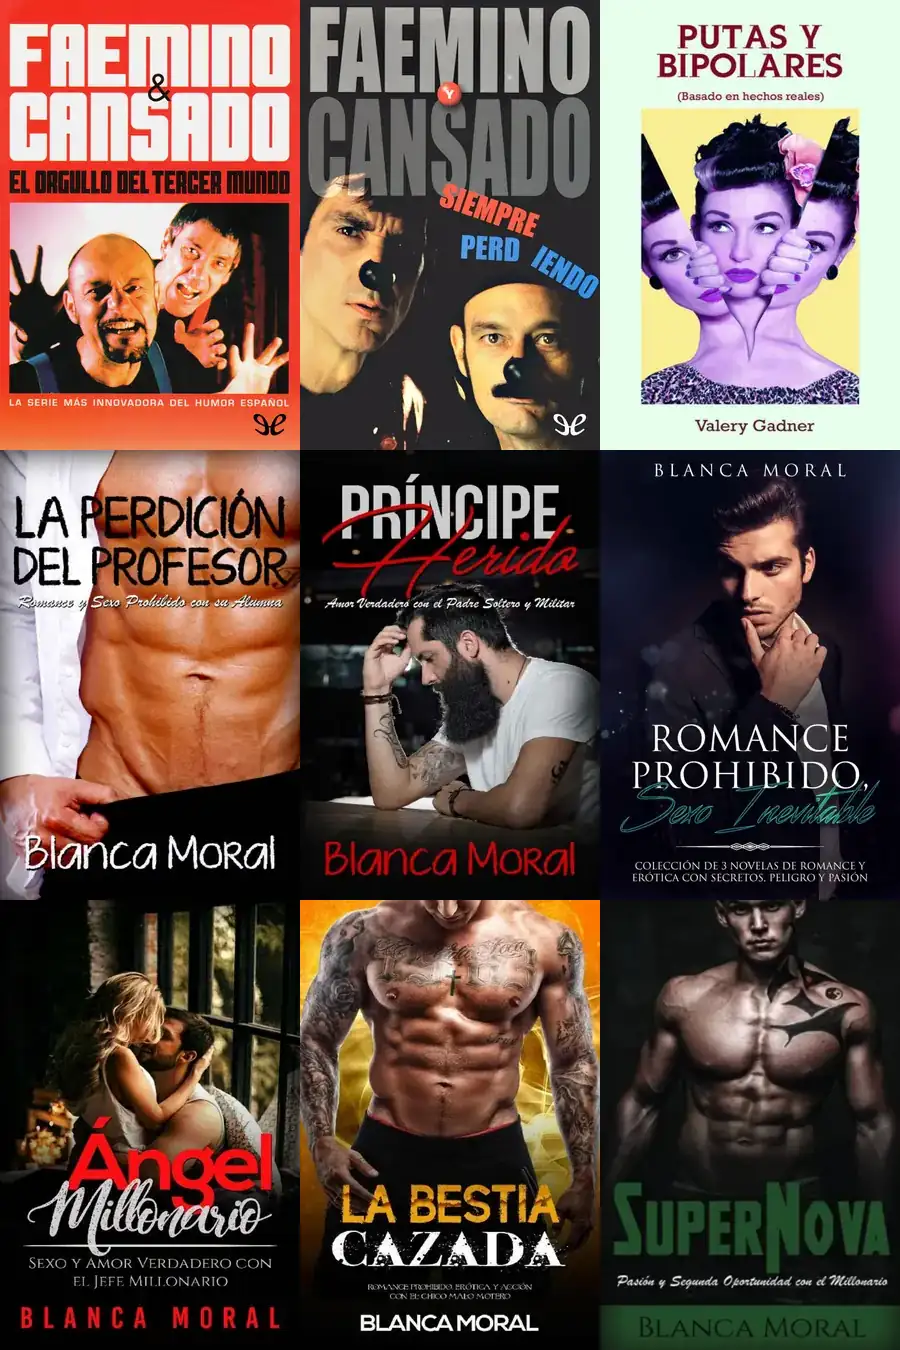 FAEMINO
&
CANSADO
EL ORGULLO DEL TERCER MUNDO
LA SERIE MÁS INNOVADORA DEL HUMOR ESPAÑOL
FAEMINO
Y
CANSADO
SIEMPRE
PERD IENDO
PUTAS Y
BIPOLARES
(Basado en hechos reales)
Valery Gadner
LA PERDICIÓN
DEL PROFESOR
Romance y Sexo Prohibido con su Alumna
Blanca Moral
PRÍNCIPE
Herido
Amor Verdadero con el Padre Soltero y Militar
Blanca Moral
BLANCA MORAL
ROMANCE
PROHIBIDO,
Sexo Inevitable
COLECCIÓN DE 3 NOVELAS DE ROMANCE Y
ERÓTICA CON SECRETOS, PELIGRO Y PASIÓN
Ángel
Millonario
SEXO Y AMOR VERDADERO CON
EL JEFE MILLONARIO
BLANCA MORAL
LA BESTIA
CAZADA
ROMANCE PROHIBIDO, ERÓTICA Y ACCIÓN
CON EL CHICO MALO MOTERO
BLANCA MORAL
SUPERNOVA
Pasión y Segunda Oportunidad con el Millonario
BLANCA MORAL